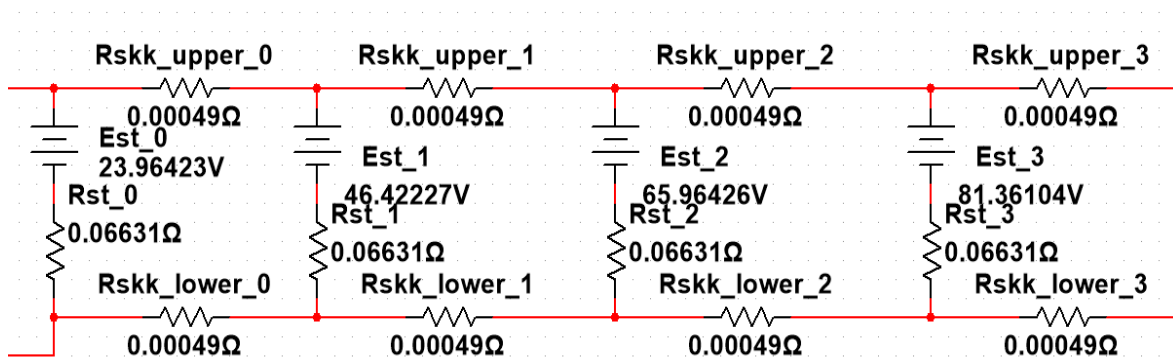 Rskk_upper_0 Rskk_upper_1 Rskk_upper_2 Rskk_upper_3
0.00049Ω 0.00049Ω 0.00049Ω 0.00049Ω
Est_0
23.96423V
Est_1 Est_2 Est_3
46.42227V 65.96426V 81.36104V
Rst_0
0.06631Ω
Rst_1 Rst_2 Rst_3
0.06631Ω 0.06631Ω 0.06631Ω
Rskk_lower_0 Rskk_lower_1 Rskk_lower_2 Rskk_lower_3
0.00049Ω 0.00049Ω 0.00049Ω 0.00049Ω